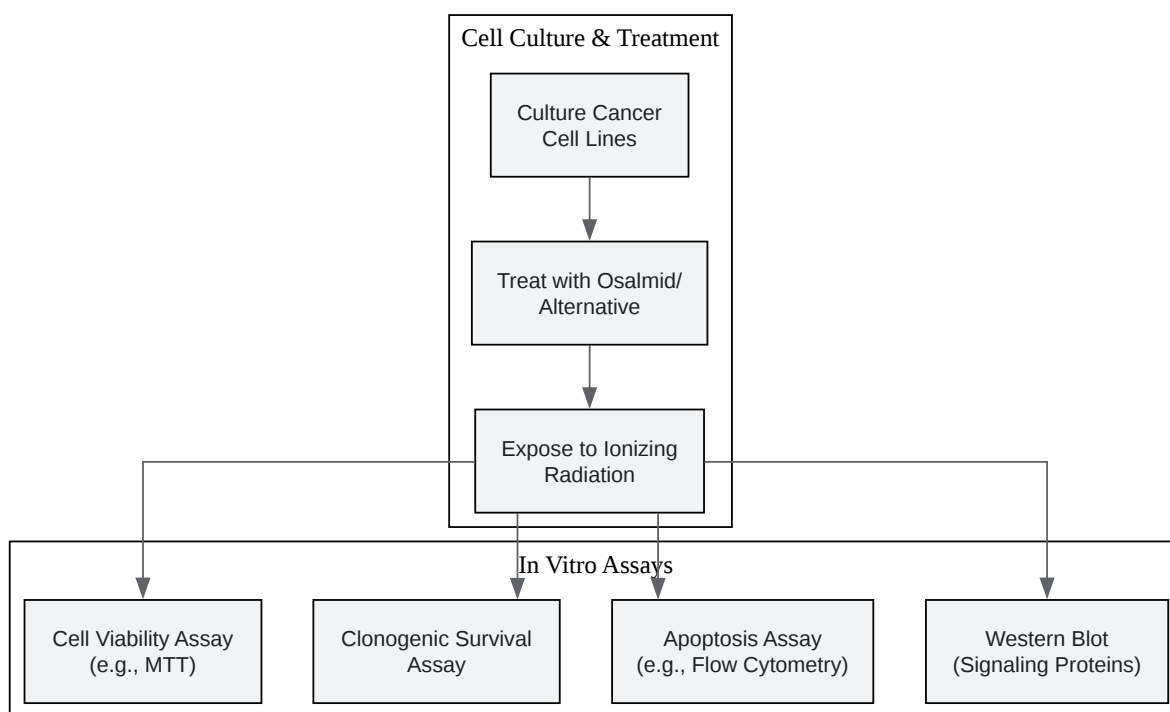 Cell Culture & Treatment
Culture Cancer
Cell Lines
Treat with Osalmid/
Alternative
Expose to Ionizing
Radiation
In Vitro Assays
Cell Viability Assay
(e.g., MTT)
Clonogenic Survival
Assay
Apoptosis Assay
(e.g., Flow Cytometry)
Western Blot
(Signaling Proteins)